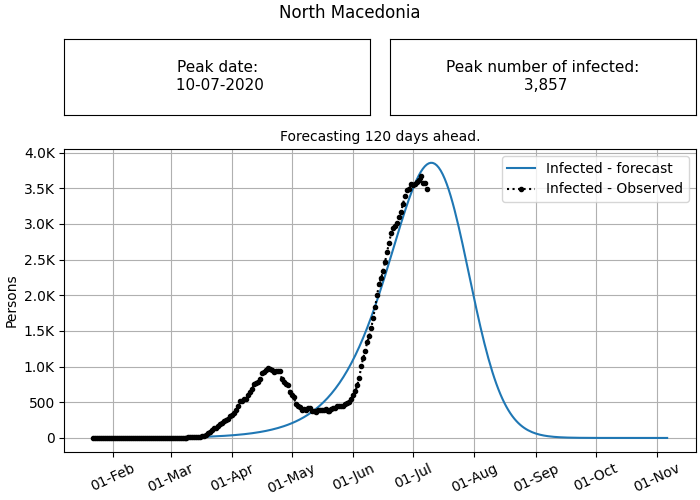 North Macedonia
Peak date:
10-07-2020
Peak number of infected:
3,857
Forecasting 120 days ahead.
4.0K
3.5K
3.0K
2.5K
2.0K
1.5K
1.0K
500
0
Persons
Infected - forecast
Infected - Observed
01-Feb
01-Mar
01-Apr
01-May
01-Jun
01-Jul
01-Aug
01-Sep
01-Oct
01-Nov